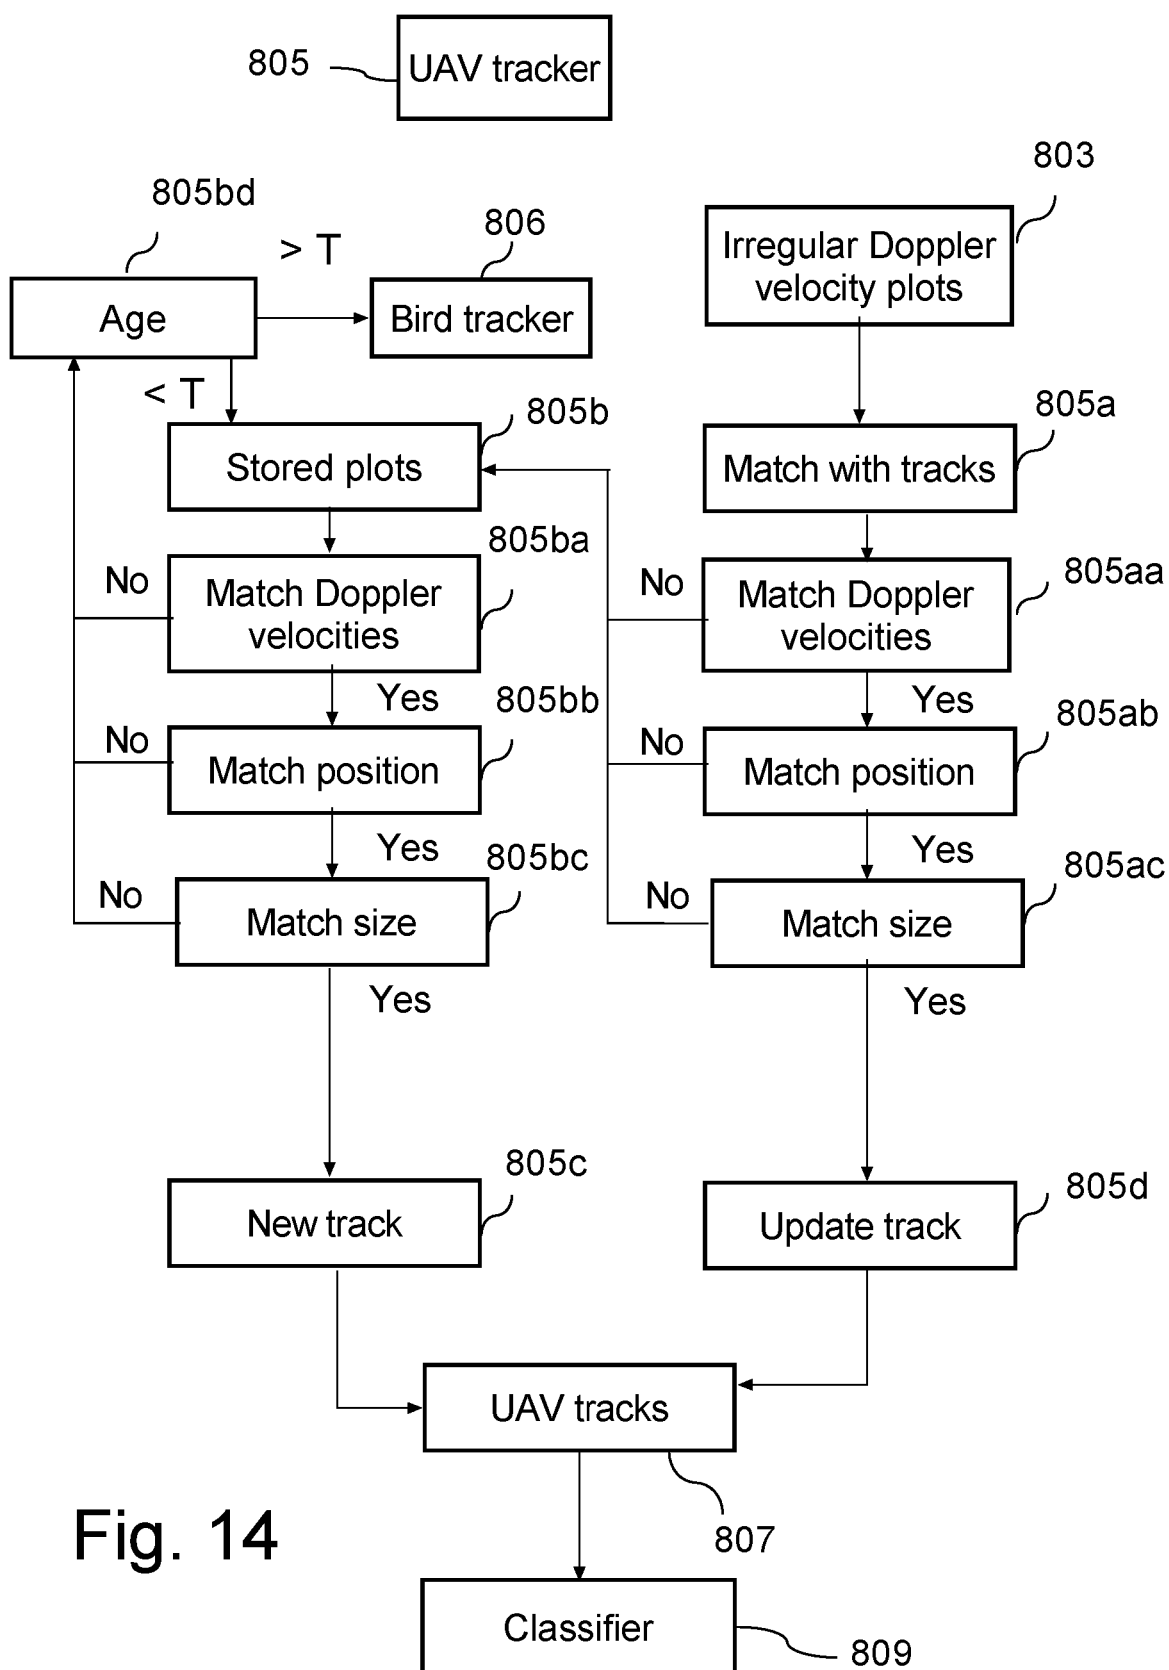 805
UAV tracker
803
805bd
806
> T
Irregular Doppler
velocity plots
Age
Bird tracker
< T
805b
805a
Stored plots
Match with tracks
805ba
805aa
No
Match Doppler
velocities
No
Match Doppler
velocities
Yes
805bb
Yes
805ab
No
Match position
No
Match position
Yes
805bc
Yes
805ac
No
Match size
No
Match size
Yes
Yes
805c
805d
New track
Update track
UAV tracks
807
Fig. 14
Classifier
809